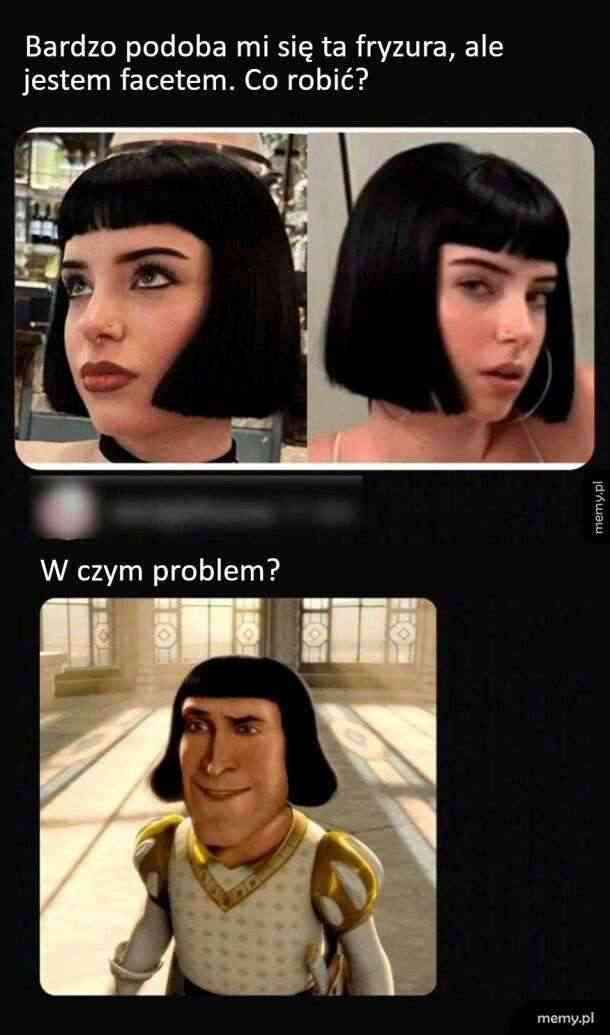 Bardzo podoba mi się ta fryzura, ale
jestem facetem. Co robić?
memy.pl
W czym problem?
memy.pl